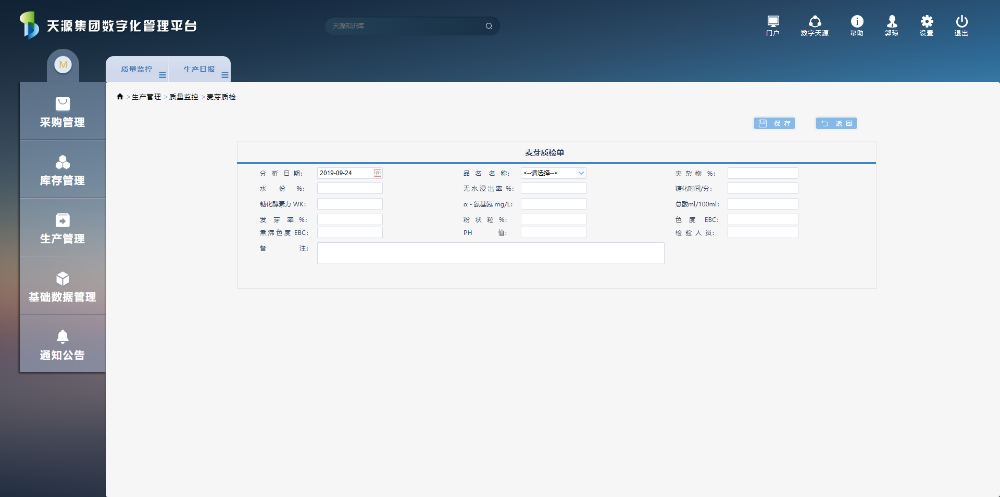 天源集团数字化管理平台
天源知识库
门户 数字天源 帮助 郭琼 设置 退出
M
质量监控 生产日报
>生产管理 >质量监控 >麦芽质检
采购管理
库存管理
生产管理
基础数据管理
通知公告
保存 返回
麦芽质检单
分析日期: 2019-09-24 27 品名名称: <--请选择--> 夹杂物 %:
水份 %: 无水浸出率 %: 糖化时间/分:
糖化酵素力 WK: α - 氨基氮 mg/L: 总酸ml/100ml:
发芽率 %: 粉状粒 %: 色度 EBC:
煮沸色度 EBC: PH 值: 检验人员:
备注: